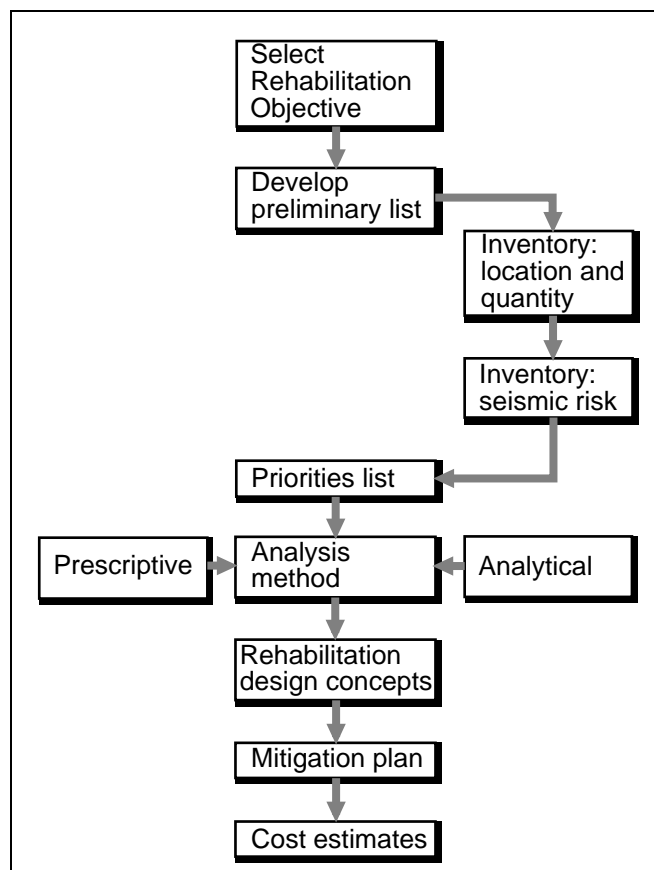 Select
Rehabilitation
Objective
Develop
preliminary list
Inventory:
location and
quantity
Inventory:
seismic risk
Priorities list
Prescriptive
Analysis
method
Analytical
Rehabilitation
design concepts
Mitigation plan
Cost estimates